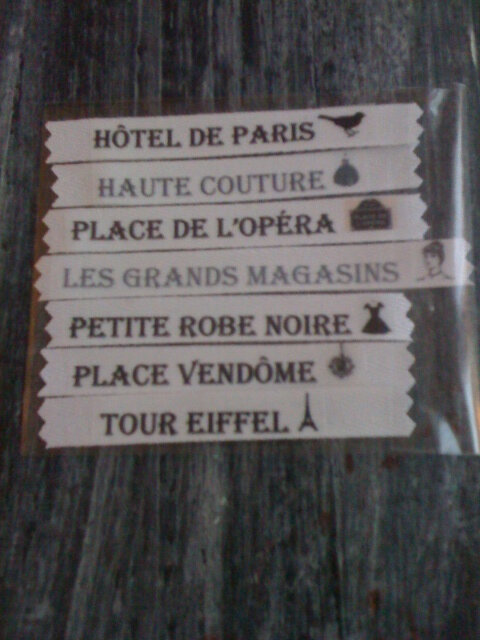 HÔTEL DE PARIS
HAUTE COUTURE
PLACE DE L'OPÉRA
LES GRANDS MAGASINS
PETITE ROBE NOIRE
PLACE VENDÔME
TOUR EIFFEL